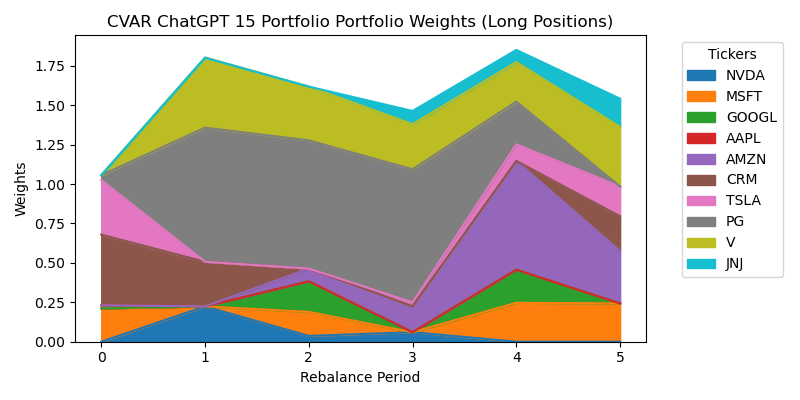 CVAR ChatGPT 15 Portfolio Portfolio Weights (Long Positions)
Weights
1.75
1.50
1.25
1.00
0.75
0.50
0.25
0.00
0 1 2 3 4 5
Rebalance Period
Tickers
NVDA
MSFT
GOOGL
AAPL
AMZN
CRM
TSLA
PG
V
JNJ